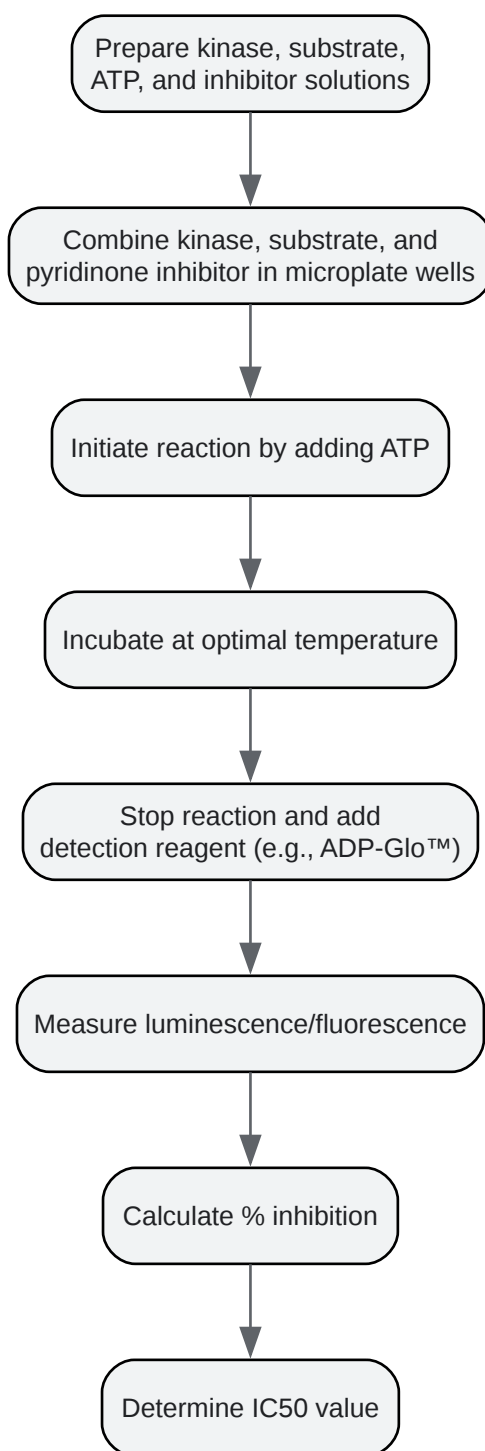 Prepare kinase, substrate,
ATP, and inhibitor solutions
Combine kinase, substrate, and
pyridinone inhibitor in microplate wells
Initiate reaction by adding ATP
Incubate at optimal temperature
Stop reaction and add
detection reagent (e.g., ADP-Glo™)
Measure luminescence/fluorescence
Calculate % inhibition
Determine IC50 value